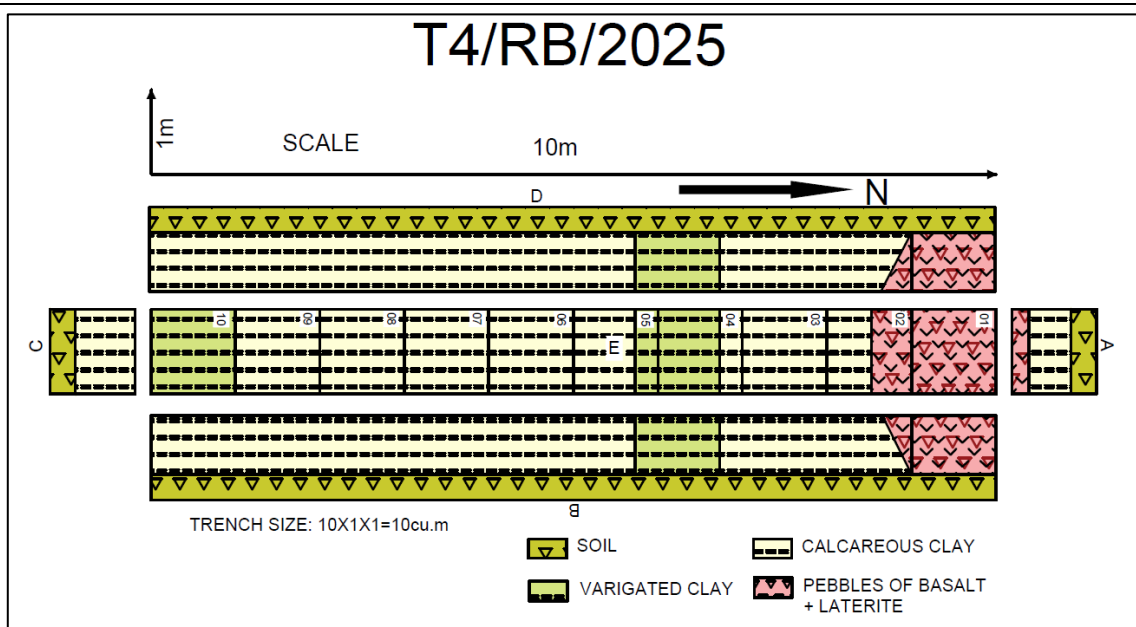 T4/RB/2025
1m
SCALE
10m
N
D
C
10
09
08
07
06
05
04
03
02
01
E
A
B
TRENCH SIZE: 10X1X1=10cu.m
SOIL
CALCAREOUS CLAY
VARIGATED CLAY
PEBBLES OF BASALT
+ LATERITE